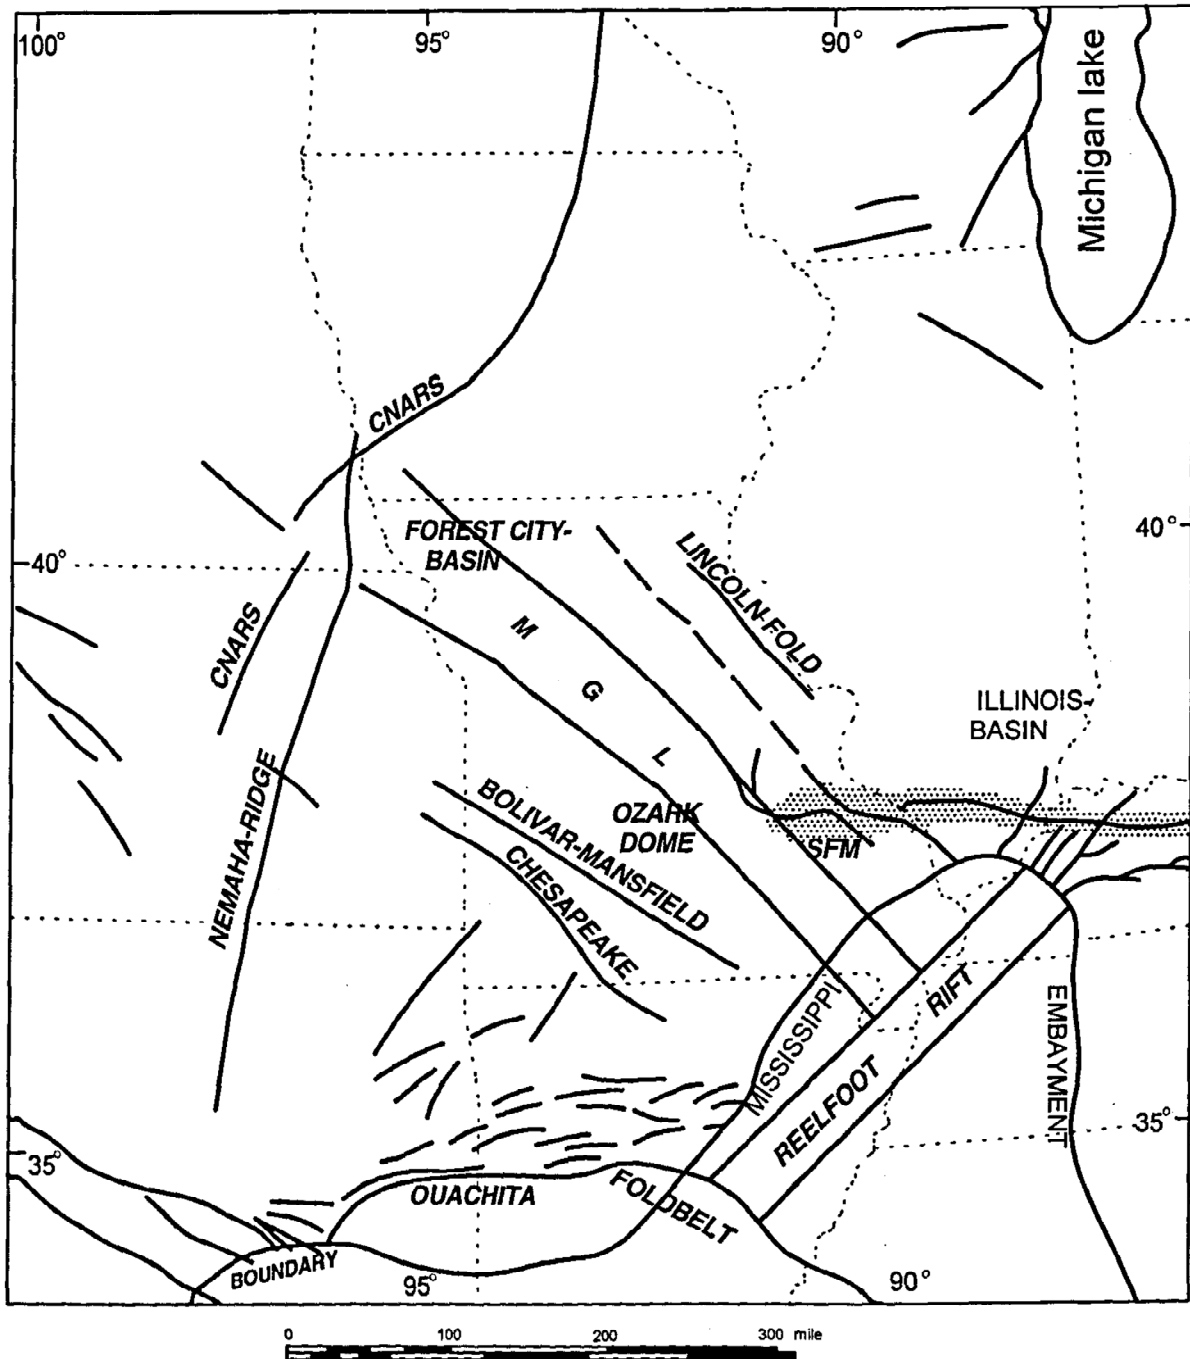 100°
95°
90°
Michigan lake
CNARS
40°
FOREST CITY-
BASIN
LINCOLN-FOLD
40°
CNARS
M
G
L
ILLINOIS-
BASIN
NEMAHA-RIDGE
BOLIVAR-MANSFIELD
OZARK
DOME
SFM
CHESAPEAKE
MISSISSIPPI
RIFT
EMBAYMENT
REELFOOT
35°
35°
OUACHITA
FOLDBELT
BOUNDARY
95°
90°
0 100 200 300 mile